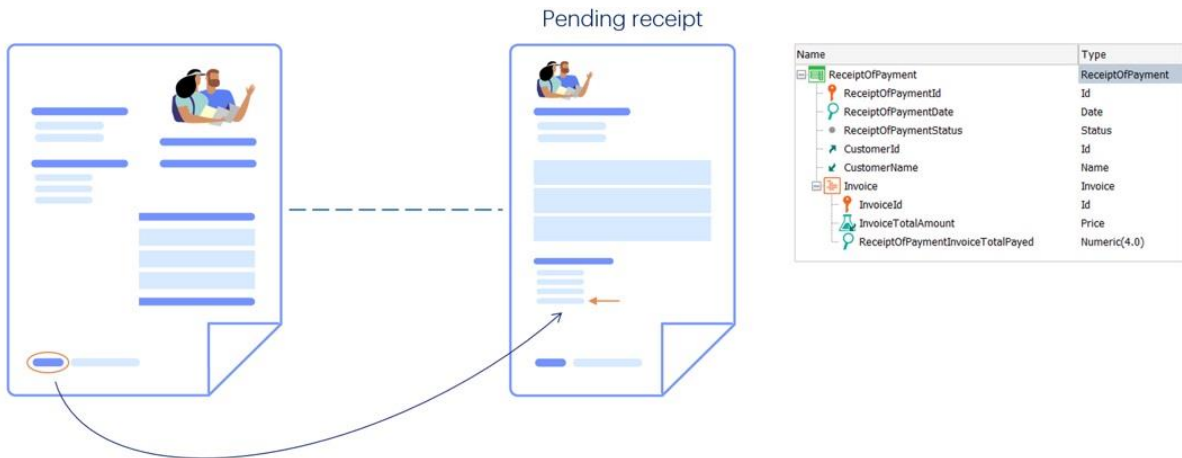 Pending receipt
Name Type
ReceiptOfPayment ReceiptOfPayment
ReceiptOfPaymentId Id
ReceiptOfPaymentDate Date
ReceiptOfPaymentStatus Status
CustomerId Id
CustomerName Name
Invoice Invoice
InvoiceId Id
InvoiceTotalAmount Price
ReceiptOfPaymentInvoiceTotalPayed Numeric(4.0)